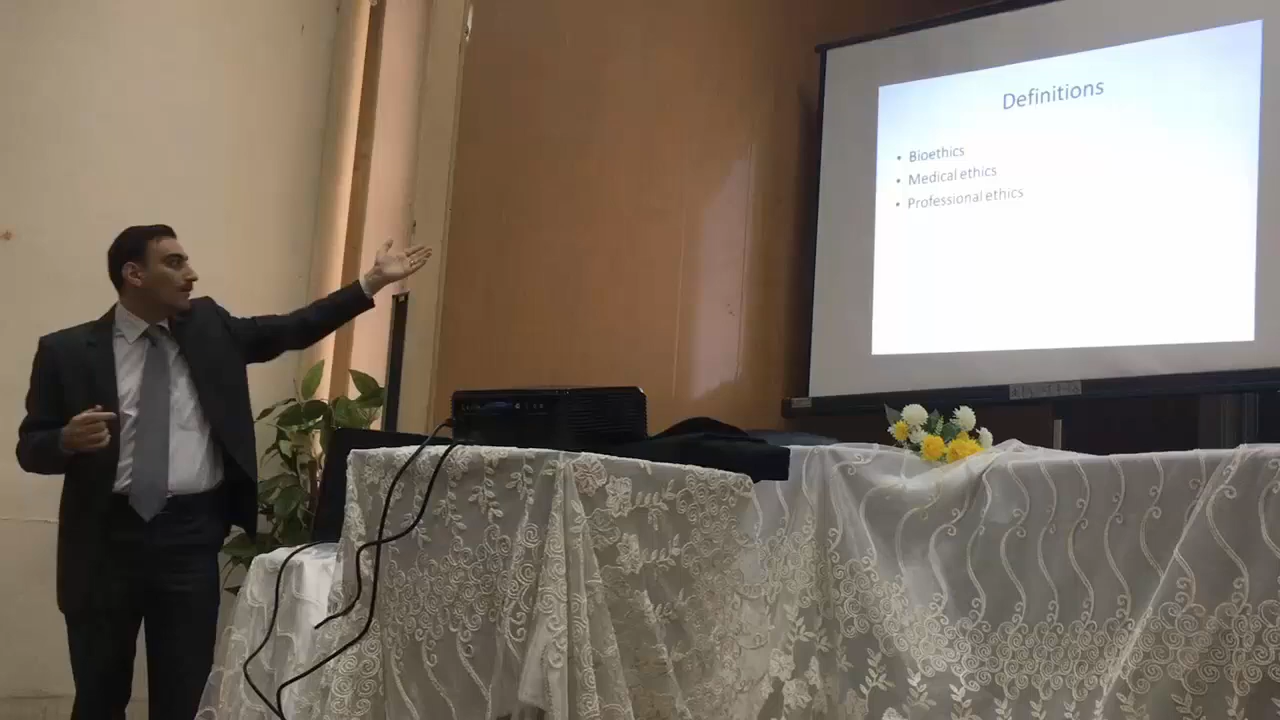 Definitions
• Bioethics
• Medical ethics
• Professional ethics